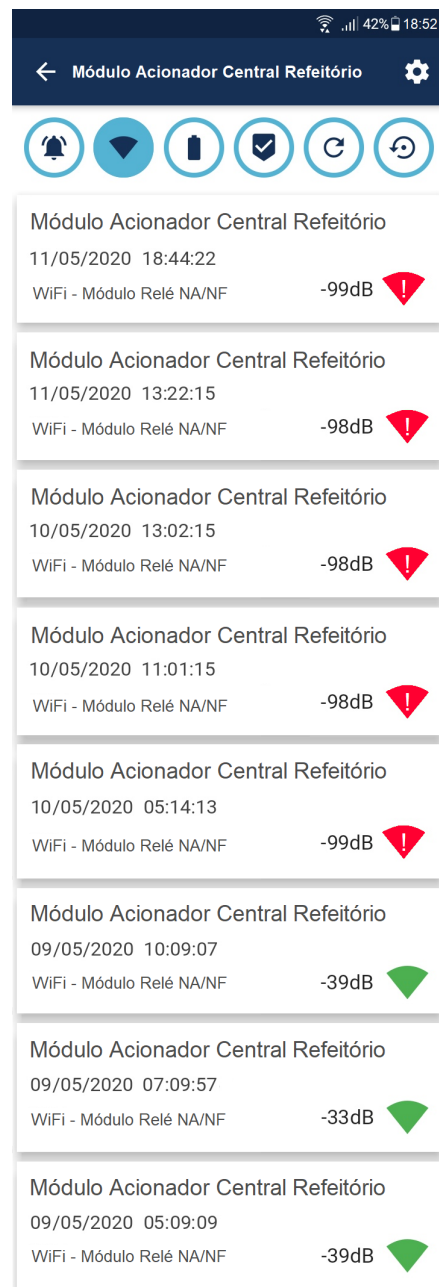 42% 18:52
Módulo Acionador Central Refeitório
Módulo Acionador Central Refeitório
11/05/2020 18:44:22
WiFi - Módulo Relé NA/NF -99dB !
Módulo Acionador Central Refeitório
11/05/2020 13:22:15
WiFi - Módulo Relé NA/NF -98dB !
Módulo Acionador Central Refeitório
10/05/2020 13:02:15
WiFi - Módulo Relé NA/NF -98dB !
Módulo Acionador Central Refeitório
10/05/2020 11:01:15
WiFi - Módulo Relé NA/NF -98dB !
Módulo Acionador Central Refeitório
10/05/2020 05:14:13
WiFi - Módulo Relé NA/NF -99dB !
Módulo Acionador Central Refeitório
09/05/2020 10:09:07
WiFi - Módulo Relé NA/NF -39dB
Módulo Acionador Central Refeitório
09/05/2020 07:09:57
WiFi - Módulo Relé NA/NF -33dB
Módulo Acionador Central Refeitório
09/05/2020 05:09:09
WiFi - Módulo Relé NA/NF -39dB